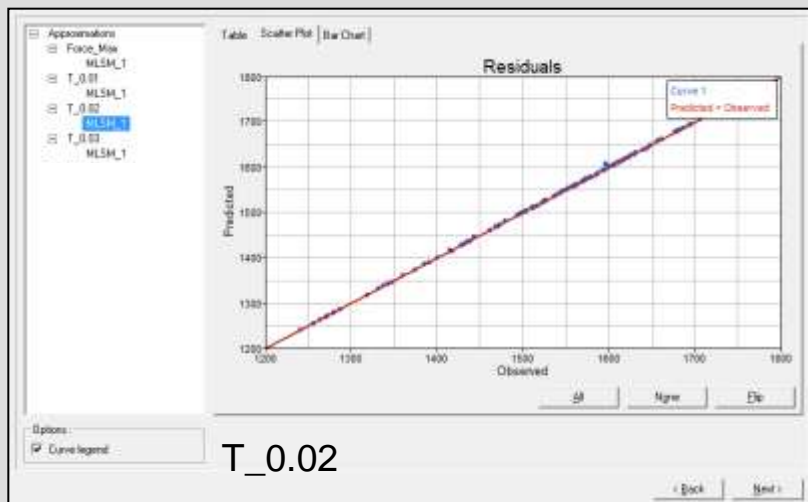 Approximations
Force_Max
MLSM_1
T_0.01
MLSM_1
T_0.02
MLSM_1
T_0.03
MLSM_1
Table Scatter Plot Bar Chart
Residuals
Curve 1
Predicted = Observed
Predicted
1800
1700
1600
1500
1400
1300
1200
1200 1300 1400 1500 1600 1700 1800
Observed
All None Flip
Options
Curve legend
T_0.02
< Back Next >